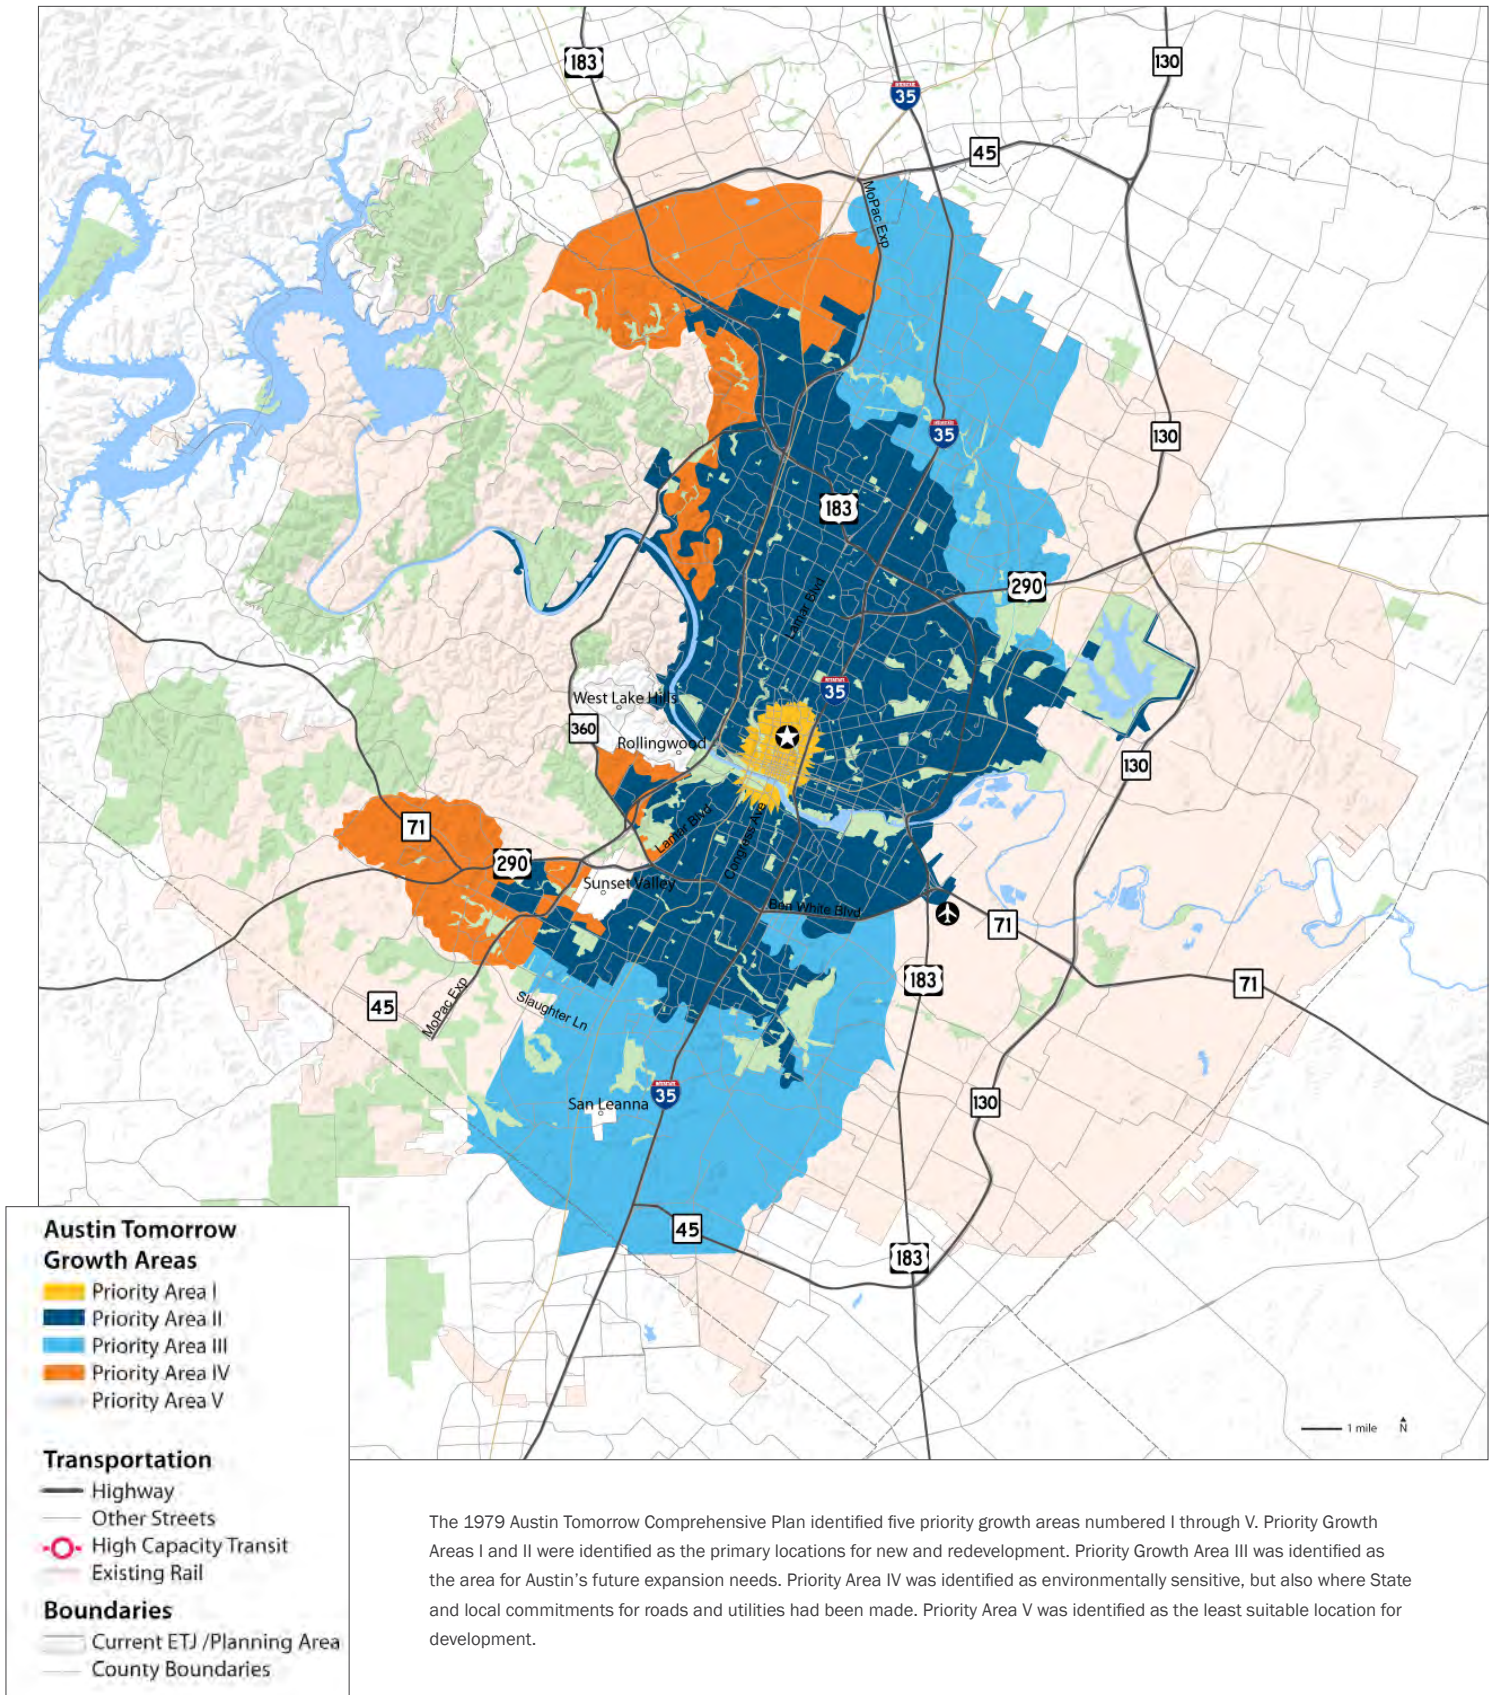 183
INTERSTATE
35
130
45
MoPac Exp
INTERSTATE
35
130
183
290
Lamar Blvd
INTERSTATE
35
West Lake Hills
360
Rollingwood
130
71
Lamar Blvd
Congress Ave
290
Sunset Valley
Ben White Blvd
71
183
71
45
MoPac Exp
Slaughter Ln
San Leanna
INTERSTATE
35
130
45
183
1 mile
N
Austin Tomorrow
Growth Areas
Priority Area I
Priority Area II
Priority Area III
Priority Area IV
Priority Area V
Transportation
Highway
Other Streets
High Capacity Transit
Existing Rail
Boundaries
Current ETJ /Planning Area
County Boundaries
The 1979 Austin Tomorrow Comprehensive Plan identified five priority growth areas numbered I through V. Priority Growth
Areas I and II were identified as the primary locations for new and redevelopment. Priority Growth Area III was identified as
the area for Austin's future expansion needs. Priority Area IV was identified as environmentally sensitive, but also where State
and local commitments for roads and utilities had been made. Priority Area V was identified as the least suitable location for
development.